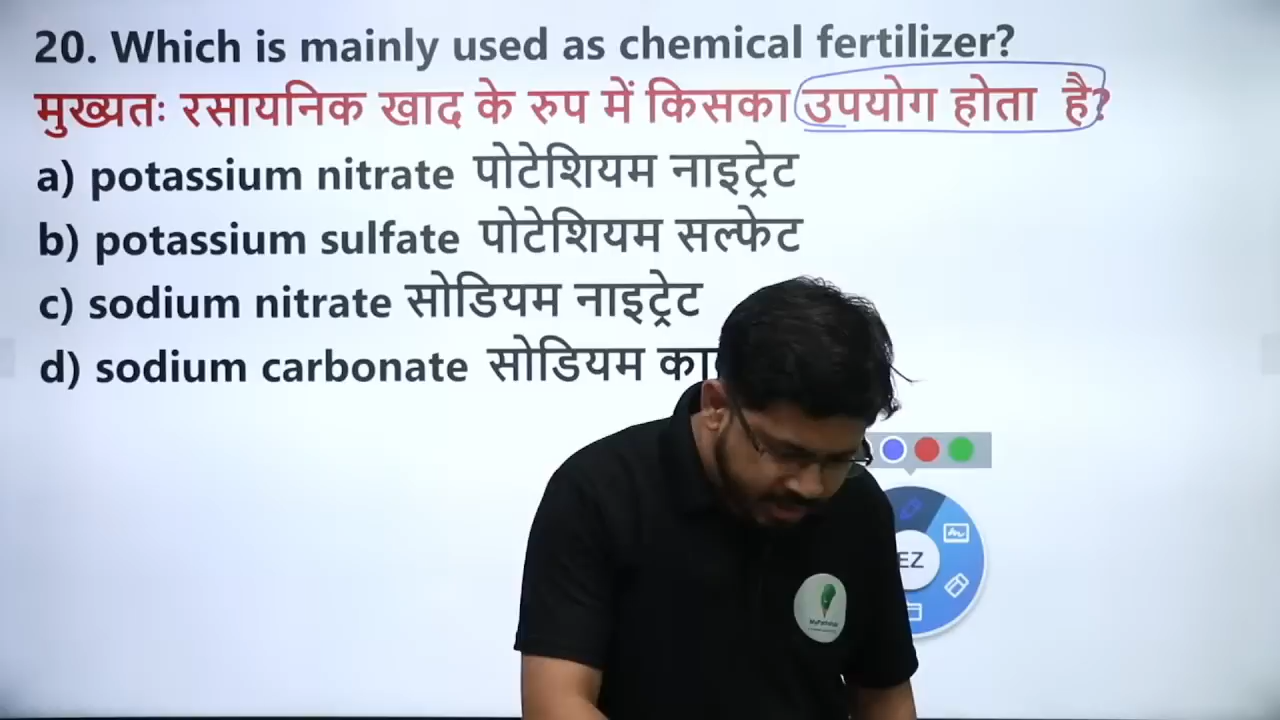 20. Which is mainly used as chemical fertilizer?
मुख्यतः रसायनिक खाद के रुप में किसका उपयोग होता है?
a) potassium nitrate पोटेशियम नाइट्रेट
b) potassium sulfate पोटेशियम सल्फेट
c) sodium nitrate सोडियम नाइट्रेट
d) sodium carbonate सोडियम
EZ